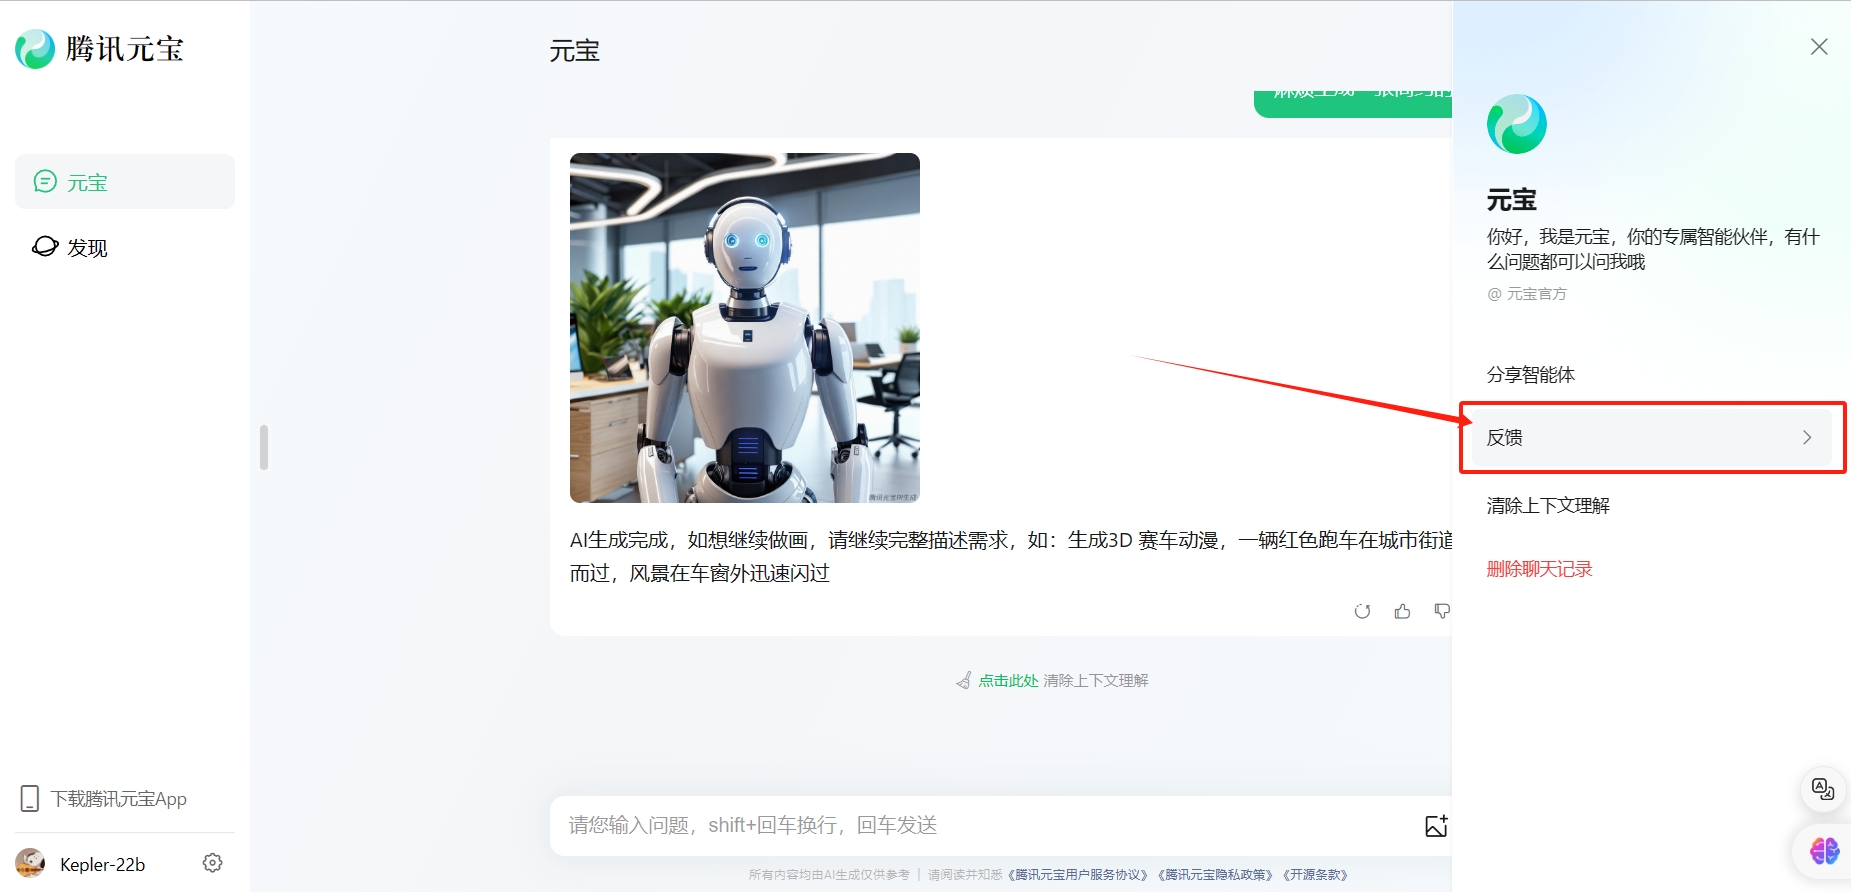 腾讯元宝
元宝
发现
下载腾讯元宝App
Kepler-22b
元宝
麻烦生成一张简约的
腾讯元宝AI生成
AI生成完成，如想继续做画，请继续完整描述需求，如：生成3D 赛车动漫，一辆红色跑车在城市街道
而过，风景在车窗外迅速闪过
点击此处 清除上下文理解
请您输入问题，shift+回车换行，回车发送
所有内容均由AI生成仅供参考 | 请阅读并知悉《腾讯元宝用户服务协议》《腾讯元宝隐私政策》《开源条款》
元宝
你好，我是元宝，你的专属智能伙伴，有什
么问题都可以问我哦
@ 元宝官方
分享智能体
反馈
清除上下文理解
删除聊天记录